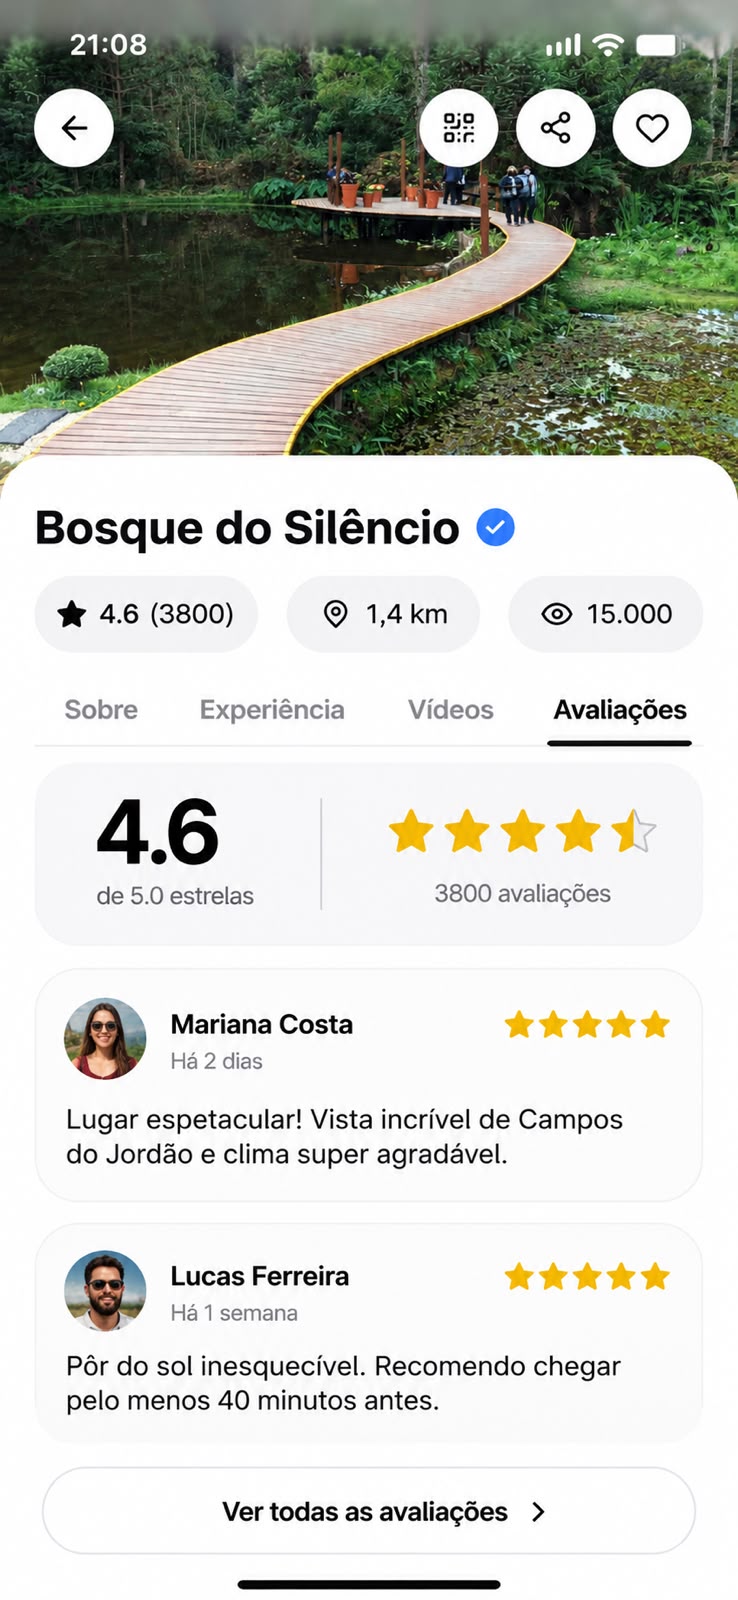 21:08
Bosque do Silêncio
4.6 (3800)
1,4 km
15.000
Sobre
Experiência
Vídeos
Avaliações
4.6
de 5.0 estrelas
3800 avaliações
Mariana Costa
Há 2 dias
Lugar espetacular! Vista incrível de Campos
do Jordão e clima super agradável.
Lucas Ferreira
Há 1 semana
Pôr do sol inesquecível. Recomendo chegar
pelo menos 40 minutos antes.
Ver todas as avaliações